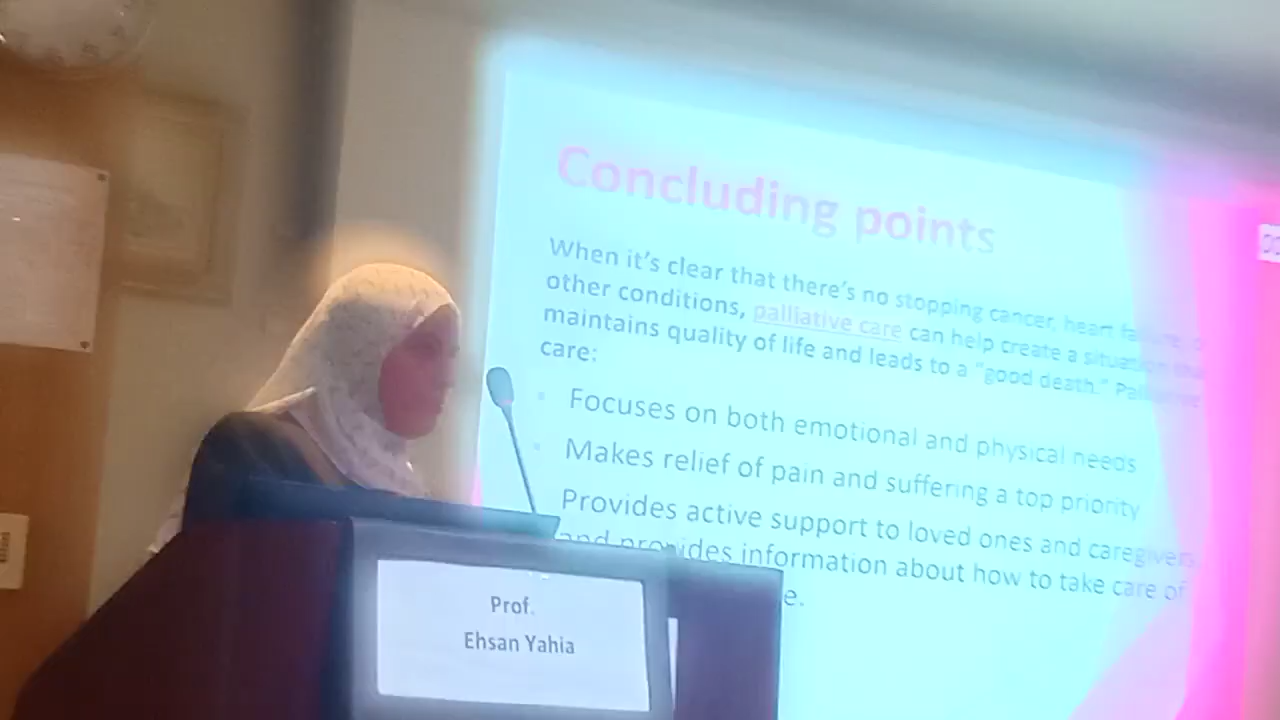 Concluding points
When it's clear that there's no stopping cancer, heart failure, or
other conditions, palliative care can help create a situation that
maintains quality of life and leads to a “good death.” Palliative
care:
Focuses on both emotional and physical needs
Makes relief of pain and suffering a top priority
Provides active support to loved ones and caregivers
and provides information about how to take care of
Prof.
Ehsan Yahia